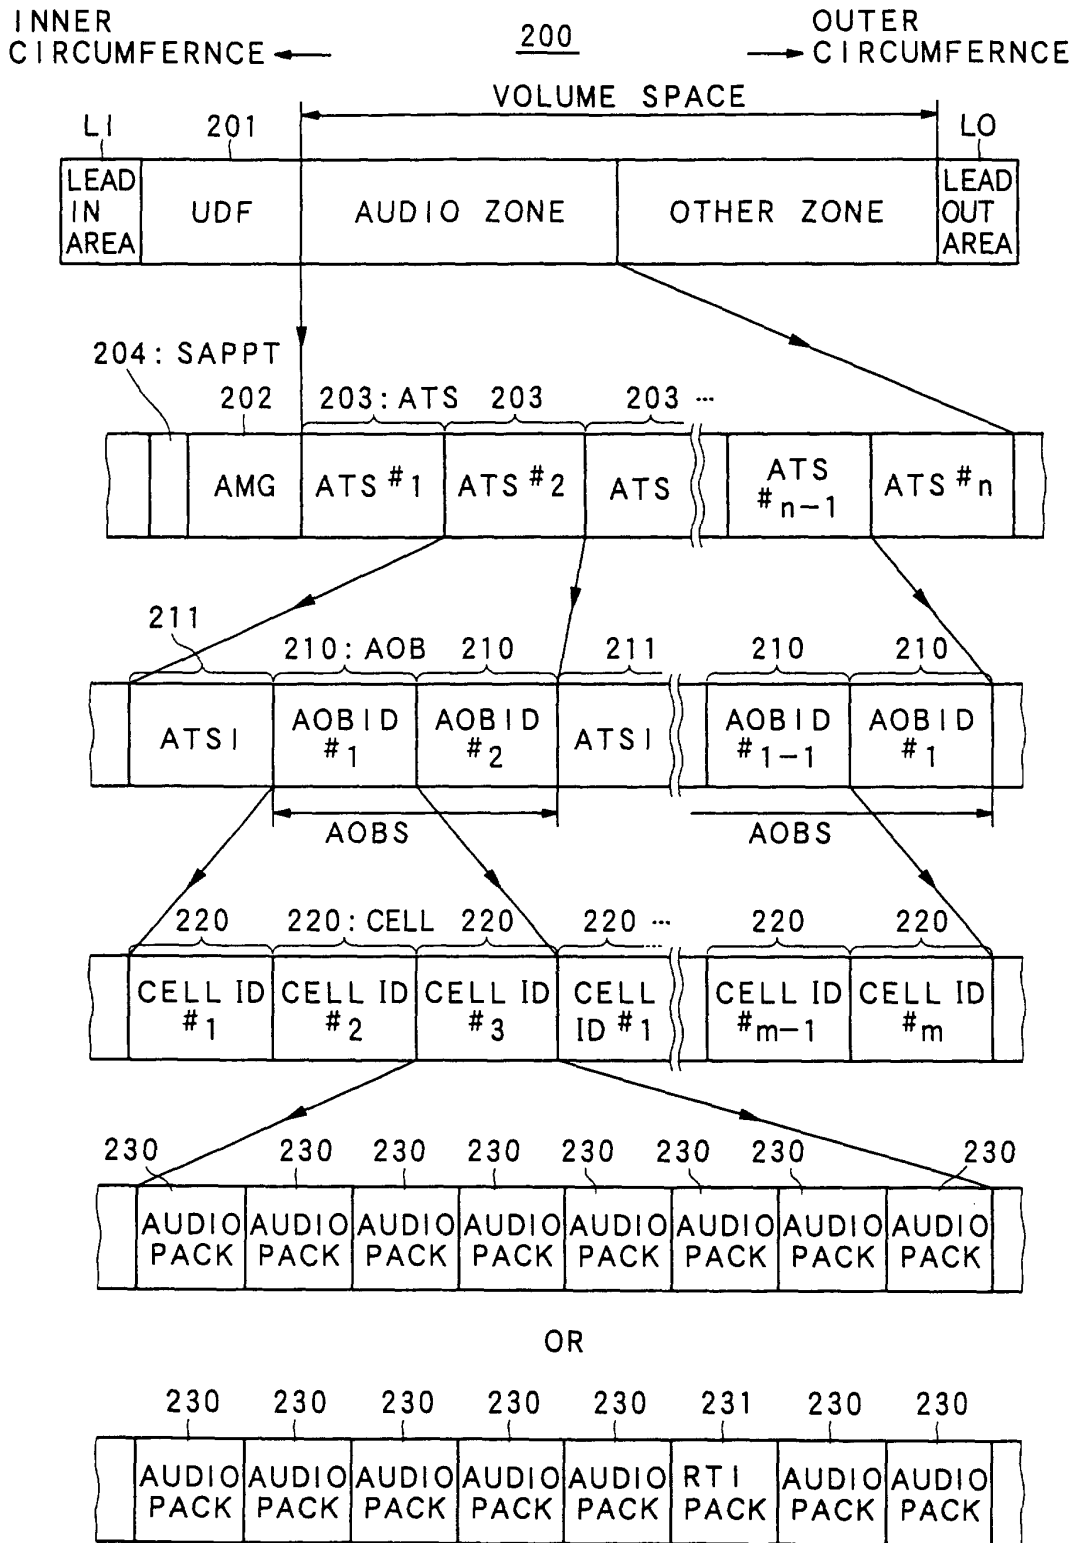 INNER
CIRCUMFERNCE
200
OUTER
CIRCUMFERNCE
VOLUME SPACE
LI
201
LO
LEAD
IN
AREA
UDF
AUDIO ZONE
OTHER ZONE
LEAD
OUT
AREA
204: SAPPT
202
203: ATS
203
203 ...
AMG
ATS #1
ATS #2
ATS
ATS
#n-1
ATS #n
211
210: AOB
210
211
210
210
ATSI
AOBID
#1
AOBID
#2
ATSI
AOBID
#1-1
AOBID
#1
AOBS
AOBS
220
220: CELL
220
220 ...
220
220
CELL ID
#1
CELL ID
#2
CELL ID
#3
CELL
ID #1
CELL ID
#m-1
CELL ID
#m
230
230
230
230
230
230
230
230
AUDIO
PACK
AUDIO
PACK
AUDIO
PACK
AUDIO
PACK
AUDIO
PACK
AUDIO
PACK
AUDIO
PACK
AUDIO
PACK
OR
230
230
230
230
230
231
230
230
AUDIO
PACK
AUDIO
PACK
AUDIO
PACK
AUDIO
PACK
AUDIO
PACK
RTI
PACK
AUDIO
PACK
AUDIO
PACK